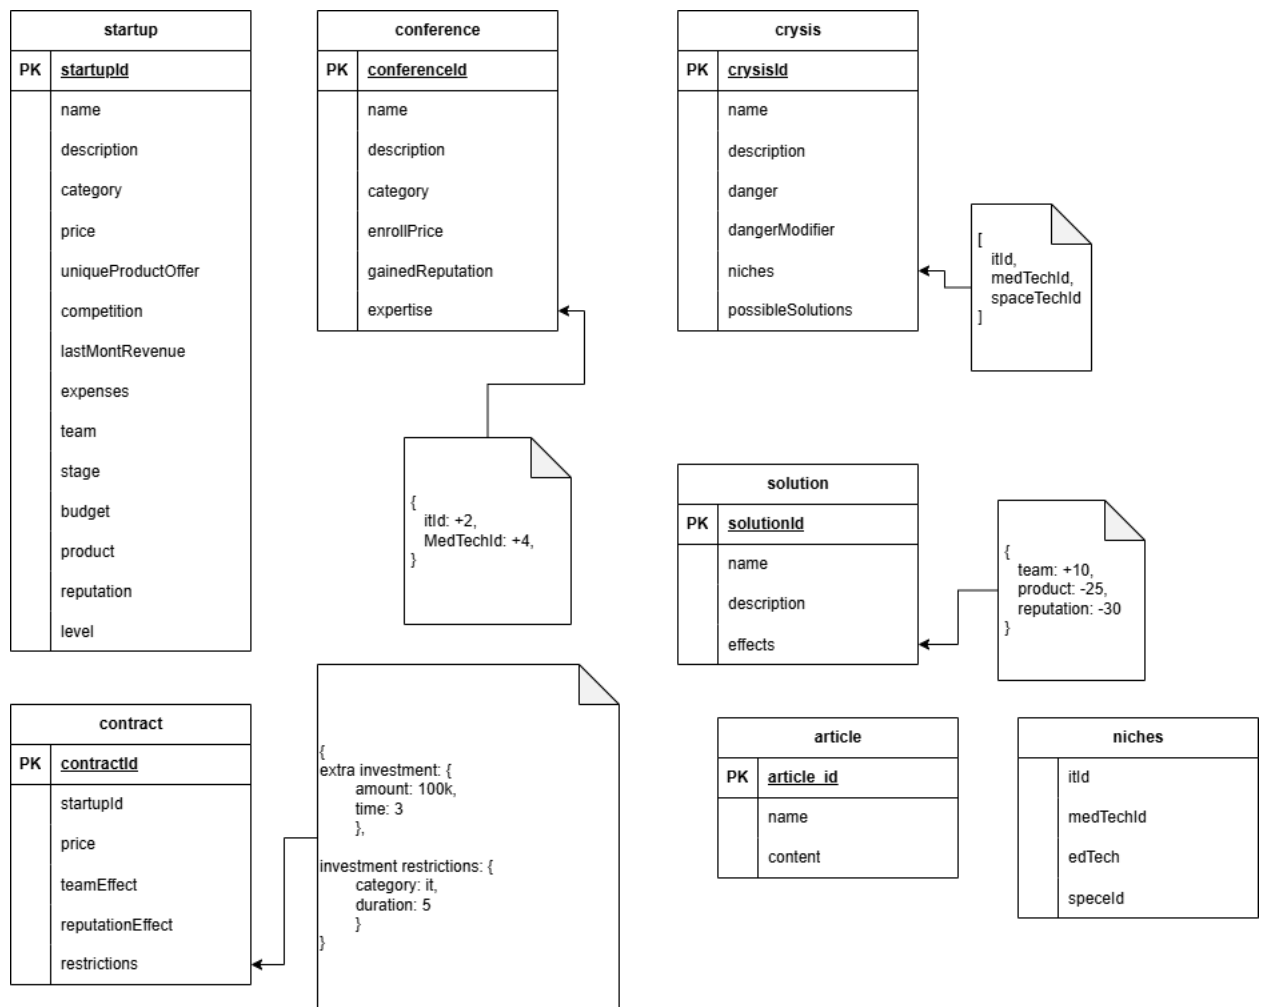 startup
PK startupId
name
description
category
price
uniqueProductOffer
competition
lastMontRevenue
expenses
team
stage
budget
product
reputation
level
conference
PK conferenceId
name
description
category
enrollPrice
gainedReputation
expertise
{
itId: +2,
MedTechId: +4,
}
crysis
PK crysisId
name
description
danger
dangerModifier
niches
possibleSolutions
[
itId,
medTechId,
spaceTechId
]
solution
PK solutionId
name
description
effects
{
team: +10,
product: -25,
reputation: -30
}
contract
PK contractId
startupId
price
teamEffect
reputationEffect
restrictions
{
extra investment: {
amount: 100k,
time: 3
},
investment restrictions: {
category: it,
duration: 5
}
}
article
PK article_id
name
content
niches
itId
medTechId
edTech
speceId